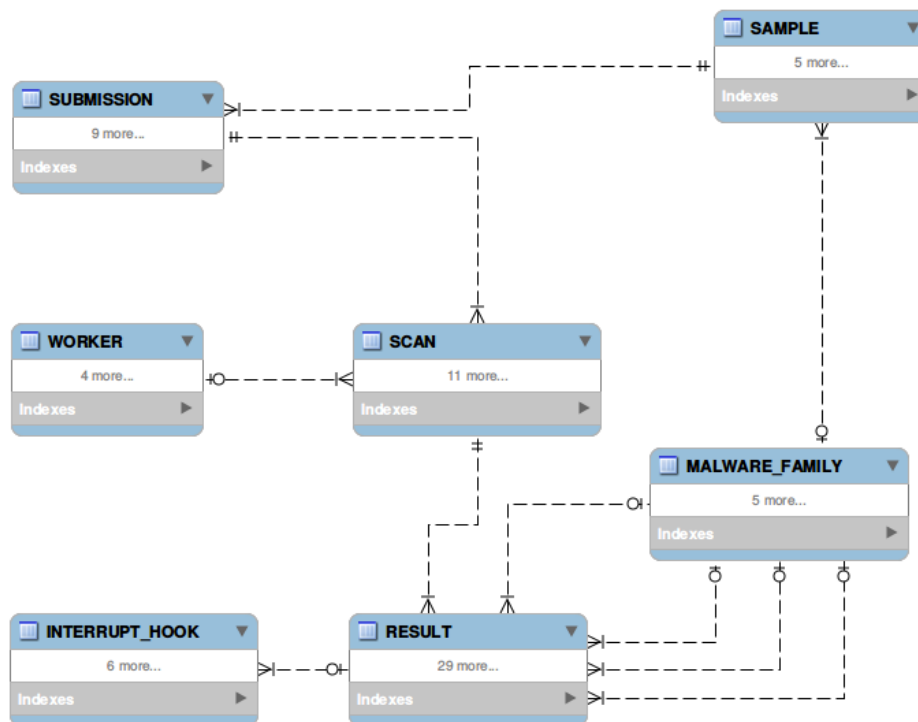 SAMPLE
5 more...
Indexes
SUBMISSION
9 more...
Indexes
WORKER
4 more...
Indexes
SCAN
11 more...
Indexes
MALWARE_FAMILY
5 more...
Indexes
INTERRUPT_HOOK
6 more...
Indexes
RESULT
29 more...
Indexes